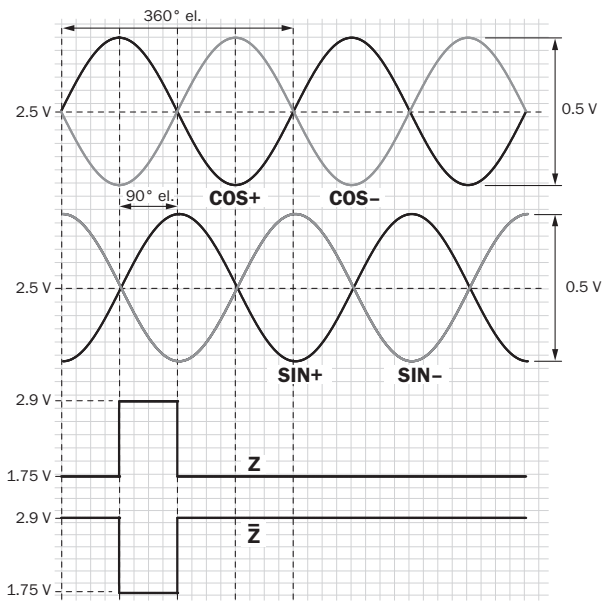 360° el.
2.5 V
0.5 V
COS+
COS–
90° el.
2.5 V
0.5 V
SIN+
SIN–
2.9 V
Z
1.75 V
2.9 V
Z̅
1.75 V